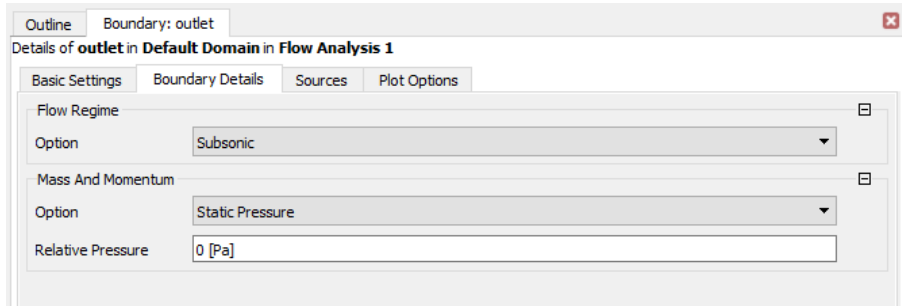 Outline Boundary: outlet
Details of outlet in Default Domain in Flow Analysis 1
Basic Settings Boundary Details Sources Plot Options
Flow Regime
Option Subsonic
Mass And Momentum
Option Static Pressure
Relative Pressure 0 [Pa]